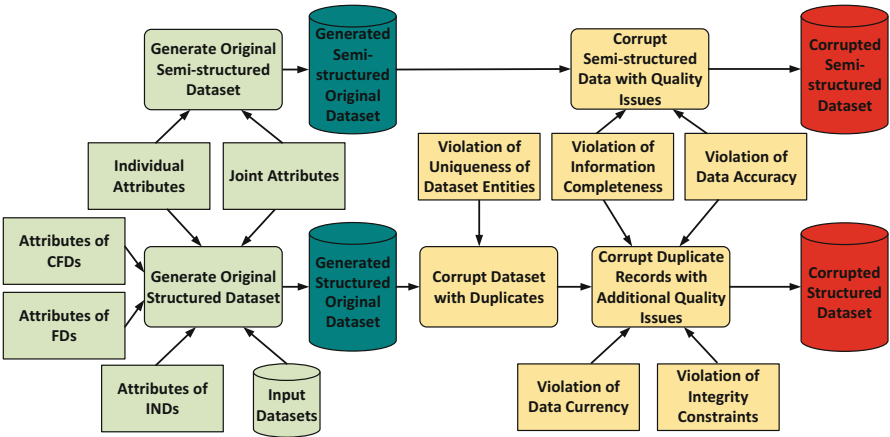 Generate Original
Semi-structured
Dataset
Generated
Semi-
structured
Original
Dataset
Corrupt
Semi-structured
Data with Quality
Issues
Corrupted
Semi-
structured
Dataset
Individual
Attributes
Joint Attributes
Violation of
Uniqueness of
Dataset Entities
Violation of
Information
Completeness
Violation of
Data Accuracy
Attributes of
CFDs
Attributes of
FDs
Generate Original
Structured Dataset
Generated
Structured
Original
Dataset
Corrupt Dataset
with Duplicates
Corrupt Duplicate
Records with
Additional Quality
Issues
Corrupted
Structured
Dataset
Attributes of
INDs
Input
Datasets
Violation of
Data Currency
Violation of
Integrity
Constraints